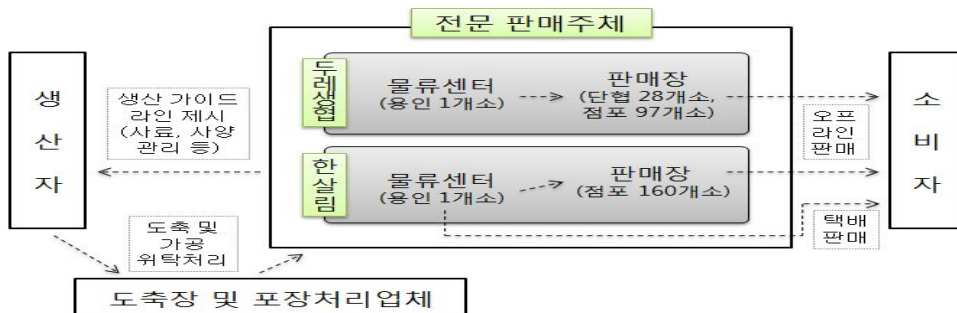 전문 판매주체
생
산
자
생산 가이드
라인 제시
(사료, 사양
관리 등)
두레생협
물류센터
(용인 1개소)
판매장
(단협 28개소,
점포 97개소)
한살림
물류센터
(용인 1개소)
판매장
(점포 160개소)
오프
라인
판매
택배
판매
소
비
자
도축 및
가공
위탁처리
도축장 및 포장처리업체